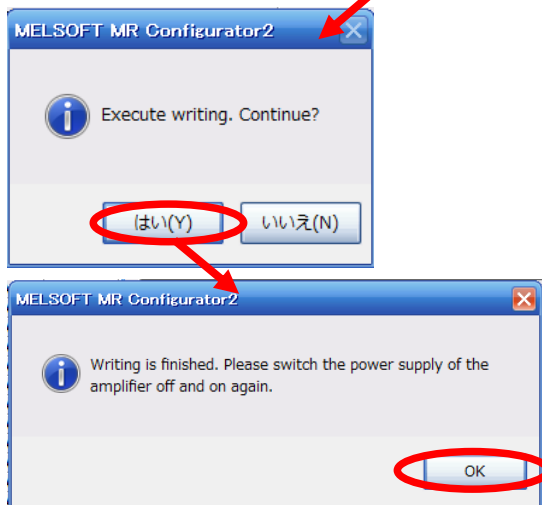 MELSOFT MR Configurator2
Execute writing. Continue?
はい(Y)
いいえ(N)
MELSOFT MR Configurator2
Writing is finished. Please switch the power supply of the
amplifier off and on again.
OK